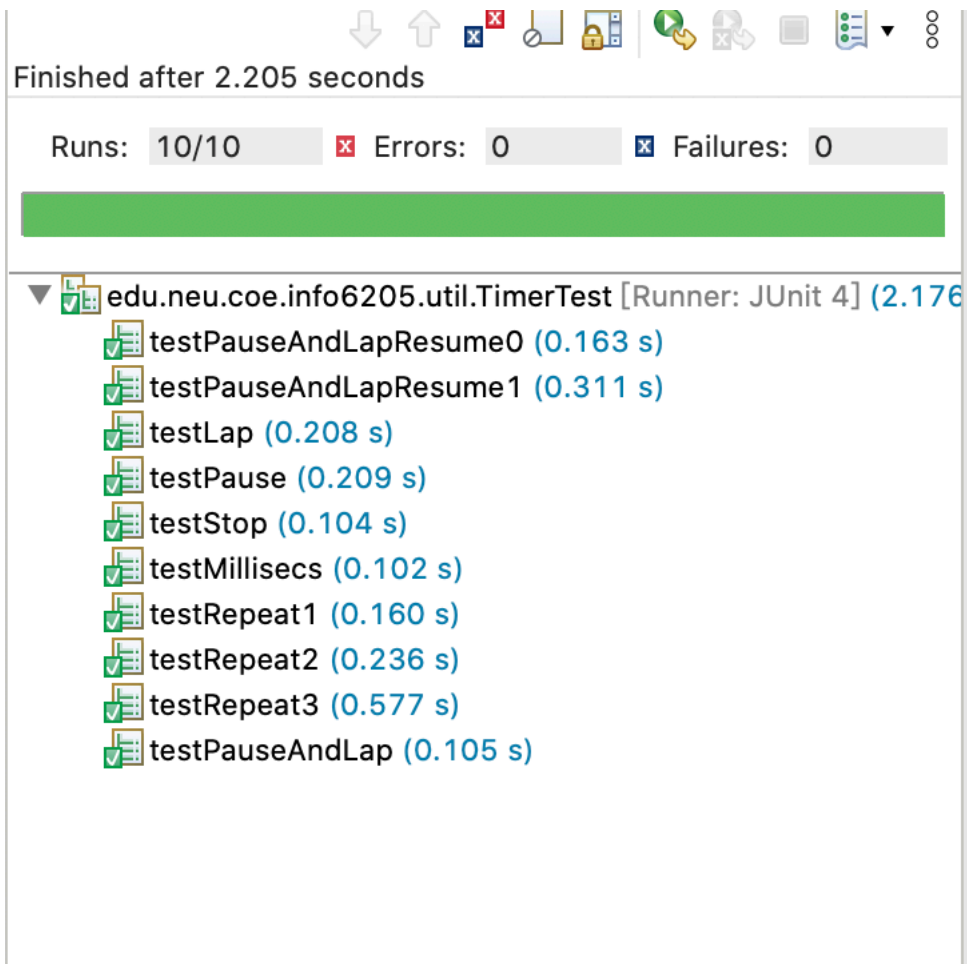 Finished after 2.205 seconds
Runs: 10/10 Errors: 0 Failures: 0
edu.neu.coe.info6205.util.TimerTest [Runner: JUnit 4] (2.176
testPauseAndLapResume0 (0.163 s)
testPauseAndLapResume1 (0.311 s)
testLap (0.208 s)
testPause (0.209 s)
testStop (0.104 s)
testMillisecs (0.102 s)
testRepeat1 (0.160 s)
testRepeat2 (0.236 s)
testRepeat3 (0.577 s)
testPauseAndLap (0.105 s)